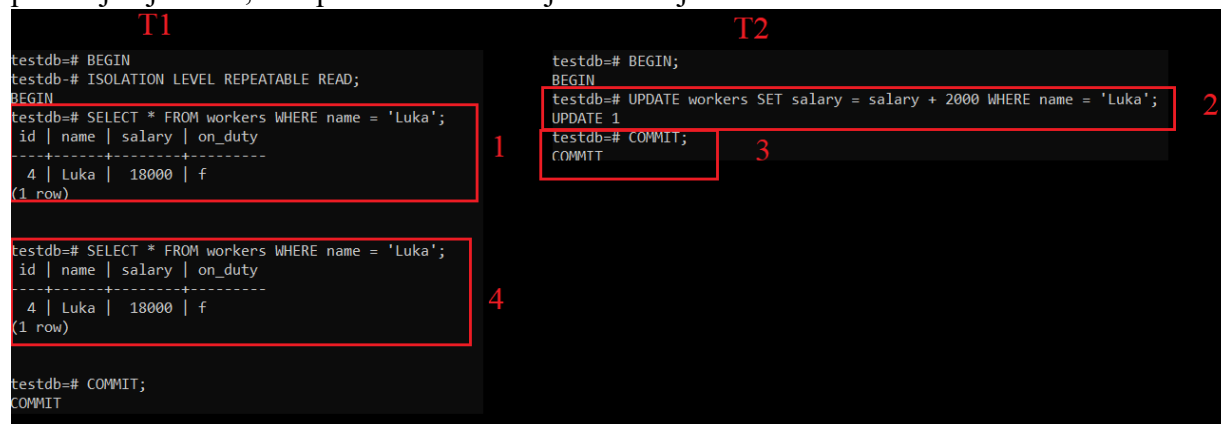 T1
testdb=# BEGIN
testdb-# ISOLATION LEVEL REPEATABLE READ;
BEGIN
testdb=# SELECT * FROM workers WHERE name = 'Luka';
id | name | salary | on_duty
----+------+--------+---------
4 | Luka | 18000 | f
(1 row)
1
testdb=# SELECT * FROM workers WHERE name = 'Luka';
id | name | salary | on_duty
----+------+--------+---------
4 | Luka | 18000 | f
(1 row)
4
testdb=# COMMIT;
COMMIT
T2
testdb=# BEGIN;
BEGIN
testdb=# UPDATE workers SET salary = salary + 2000 WHERE name = 'Luka';
UPDATE 1
2
testdb=# COMMIT;
COMMIT
3